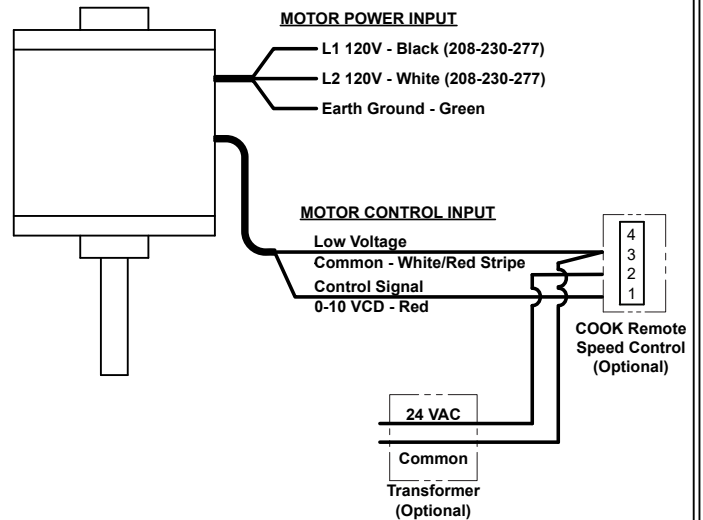 MOTOR POWER INPUT
L1 120V - Black (208-230-277)
L2 120V - White (208-230-277)
Earth Ground - Green
MOTOR CONTROL INPUT
Low Voltage
Common - White/Red Stripe
Control Signal
0-10 VCD - Red
4
3
2
1
COOK Remote
Speed Control
(Optional)
24 VAC
Common
Transformer
(Optional)